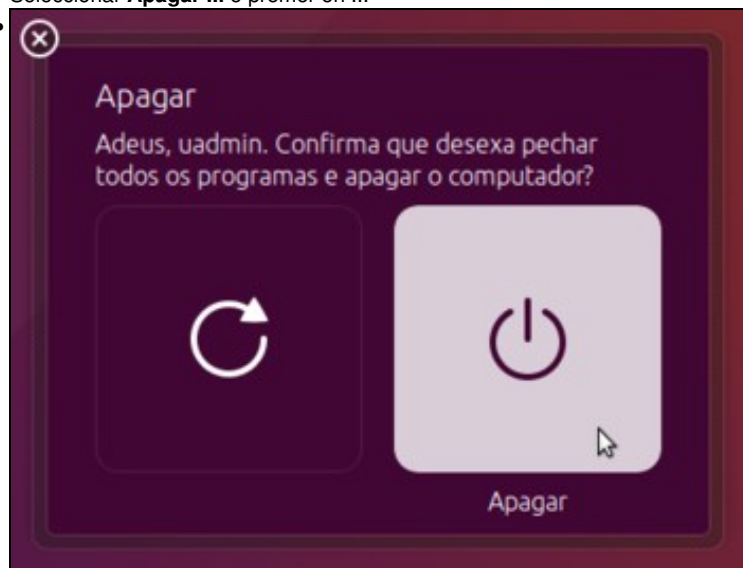 Seleccionar Apagar ... e premer en ...
Apagar
Adeus, uadmin. Confirma que desexa pechar
todos os programas e apagar o computador?
Apagar